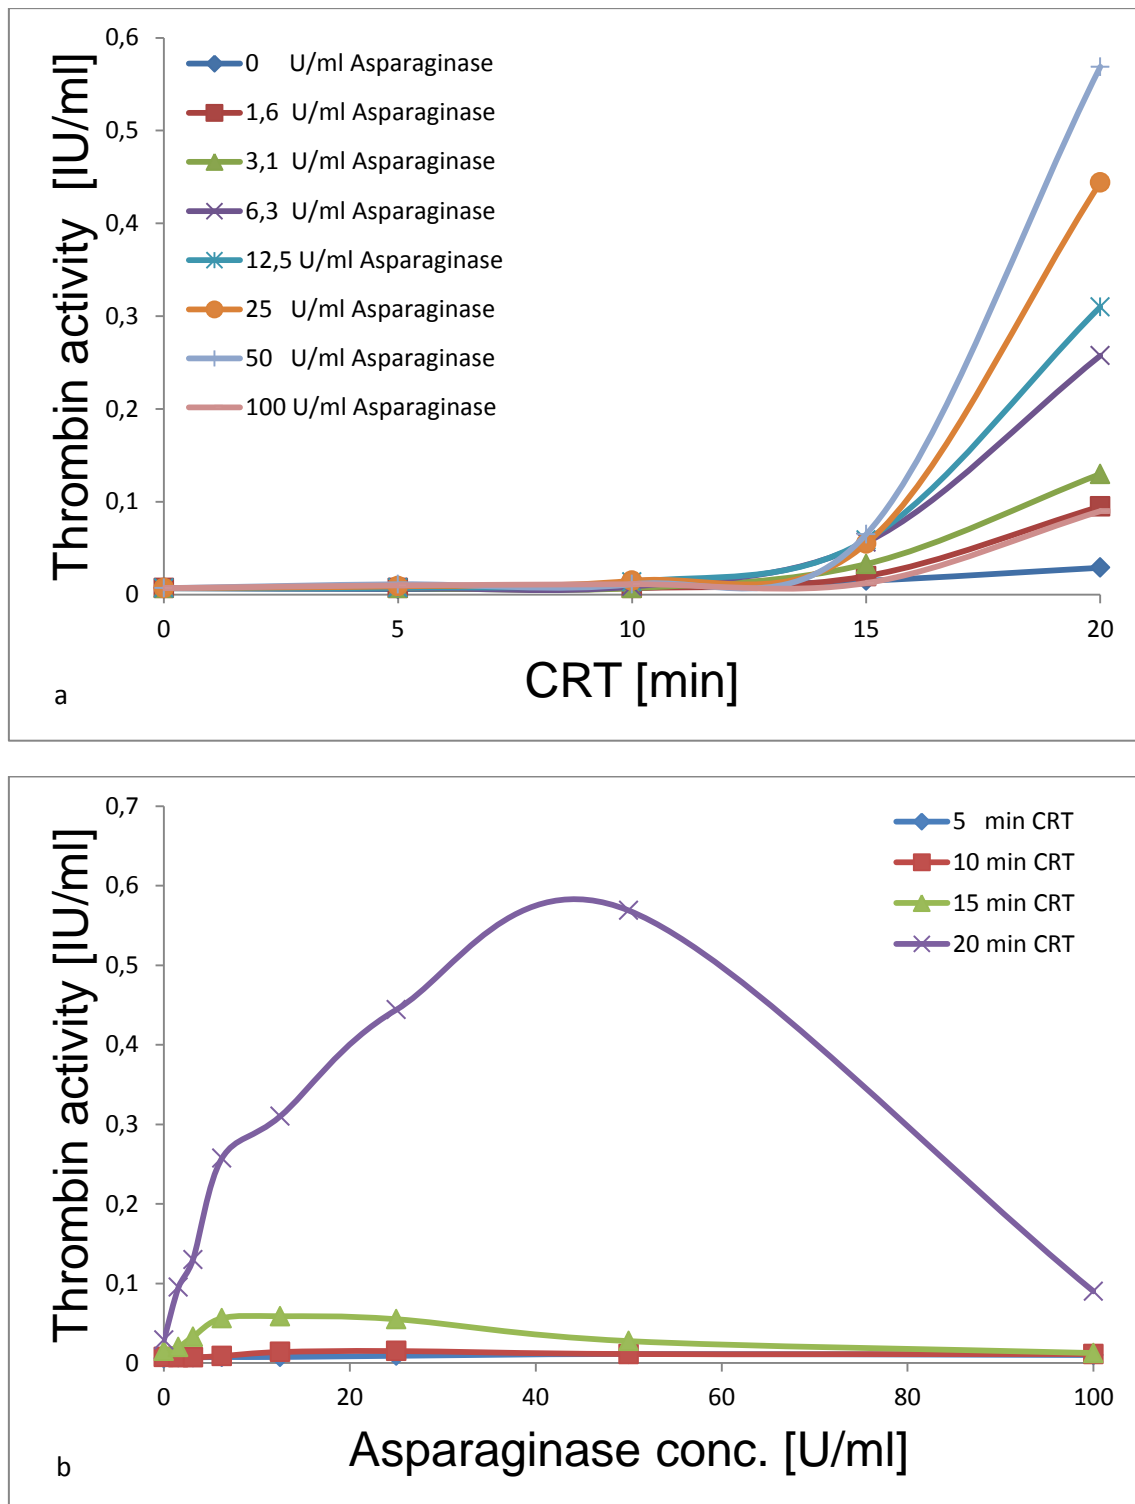 0,6
0,5
0,4
0,3
0,2
0,1
0
Thrombin activity [IU/ml]
0 U/ml Asparaginase
1,6 U/ml Asparaginase
3,1 U/ml Asparaginase
6,3 U/ml Asparaginase
12,5 U/ml Asparaginase
25 U/ml Asparaginase
50 U/ml Asparaginase
100 U/ml Asparaginase
0 5 10 15 20
CRT [min]
a
0,7
0,6
0,5
0,4
0,3
0,2
0,1
0
Thrombin activity [IU/ml]
5 min CRT
10 min CRT
15 min CRT
20 min CRT
0 20 40 60 80 100
Asparaginase conc. [U/ml]
b